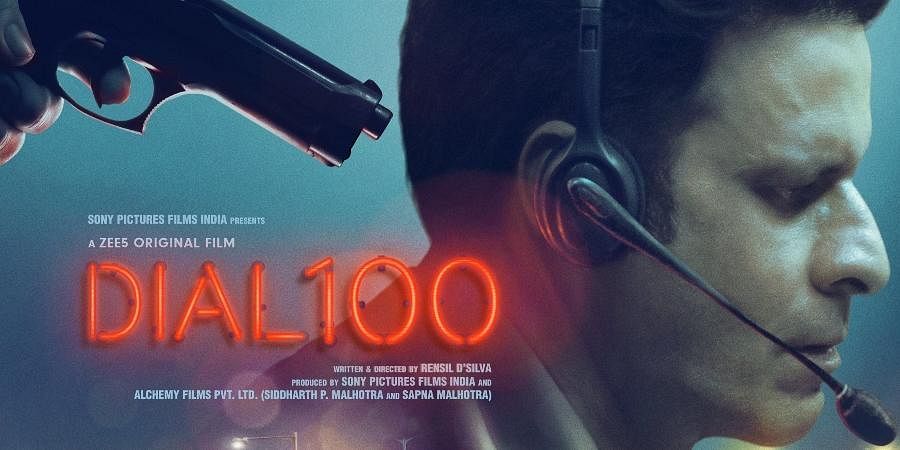 SONY PICTURES FILMS INDIA PRESENTS
A ZEE5 ORIGINAL FILM
DIAL100
WRITTEN & DIRECTED BY RENSIL D'SILVA
PRODUCED BY SONY PICTURES FILMS INDIA AND
ALCHEMY FILMS PVT. LTD. (SIDDHARTH P. MALHOTRA AND SAPNA MALHOTRA)